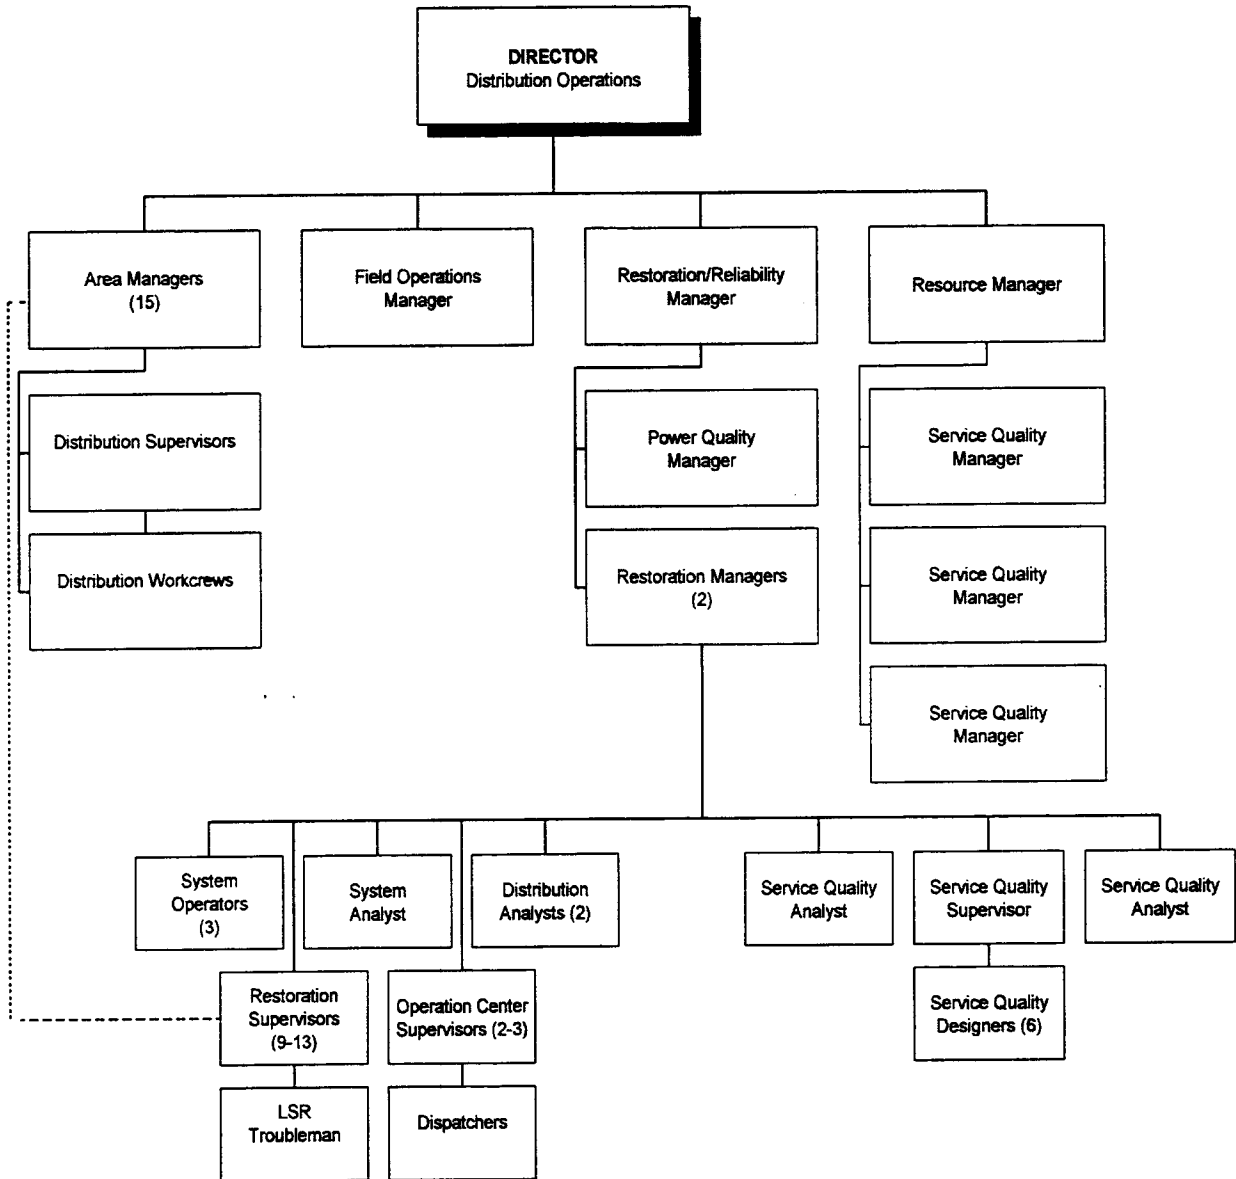 DIRECTOR
Distribution Operations
Area Managers
(15)
Field Operations
Manager
Restoration/Reliability
Manager
Resource Manager
Distribution Supervisors
Power Quality
Manager
Service Quality
Manager
Distribution Workcrews
Restoration Managers
(2)
Service Quality
Manager
Service Quality
Manager
System
Operators
(3)
System
Analyst
Distribution
Analysts (2)
Service Quality
Analyst
Service Quality
Supervisor
Service Quality
Analyst
Restoration
Supervisors
(9-13)
Operation Center
Supervisors (2-3)
Service Quality
Designers (6)
LSR
Troubleman
Dispatchers